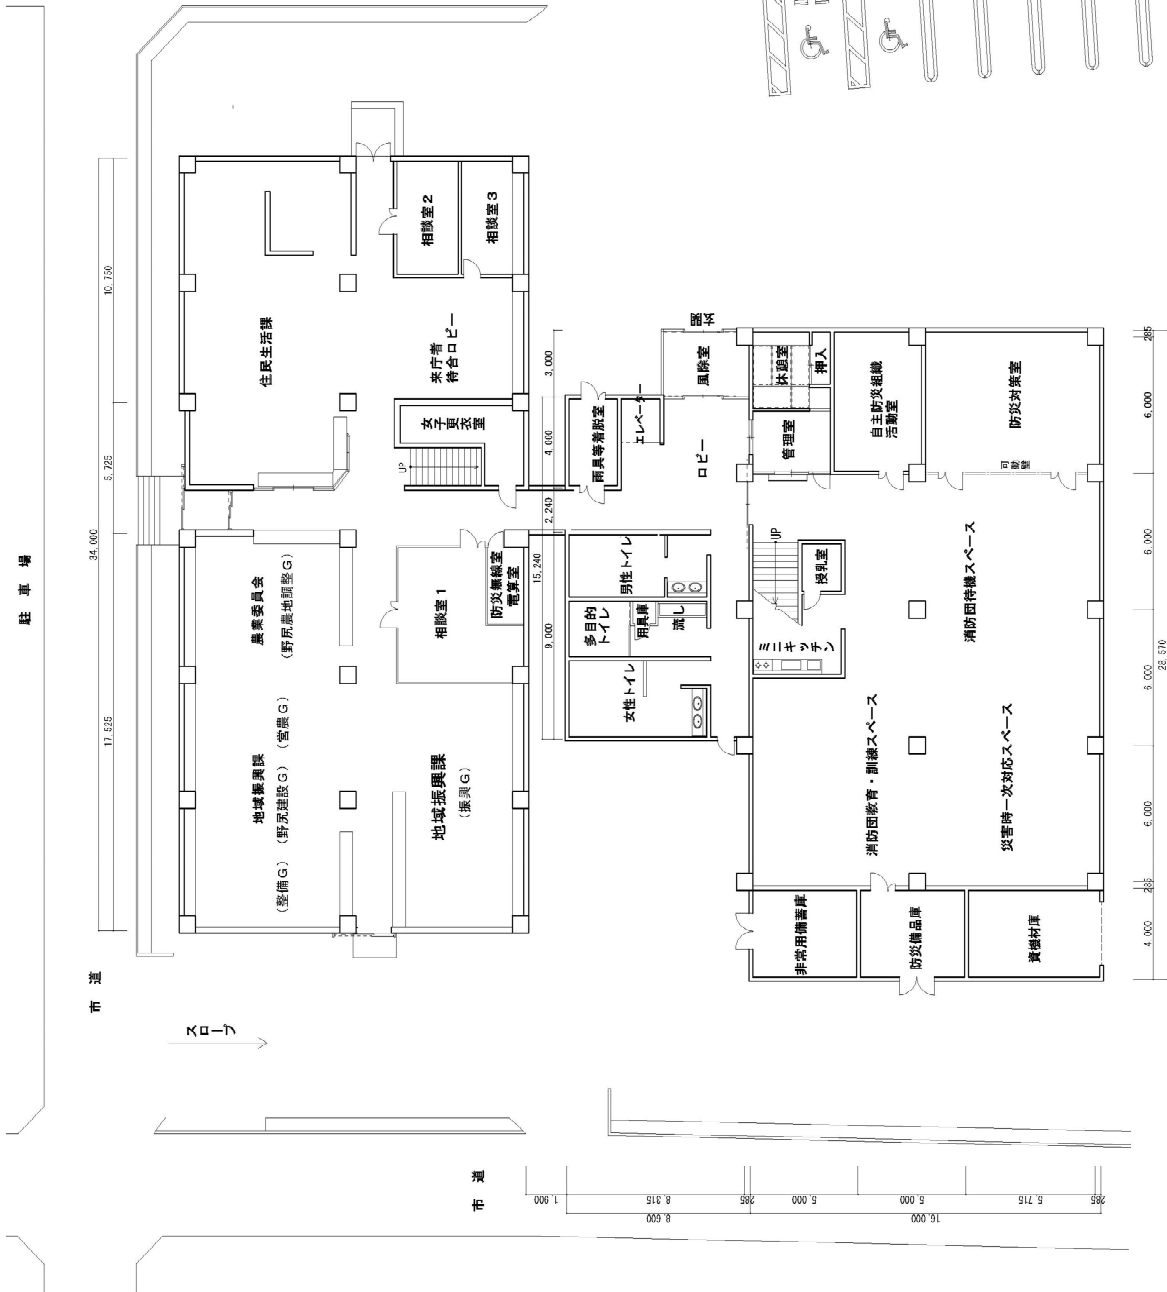 駐車場
市道
スロープ
34,000
10,750
5,725
17,525
住民生活課
相談室2
相談室3
来庁者
待合ロビー
女子更衣室
UP
農業委員会
(野尻農地調整G)
相談室1
防災無線室
電算室
地域振興課
(整備G) (野尻建設G) (営農G)
地域振興課
(振興G)
3,000
4,000
2,240
15,240
9,000
雨具等着脱室
エレベーター
風除室
ロビー
男性トイレ
多目的
トイレ
用具庫
流し
女性トイレ
休憩室
押入
管理室
自主防災組織
活動室
防災対策室
可動壁
UP
授乳室
ミニキッチン
消防団待機スペース
消防団教育・訓練スペース
災害時一次対応スペース
非常用備蓄庫
防災備品庫
資機材庫
285
6,000
6,000
6,000
6,000
285
4,000
28,570
市道
1,900
8,315
285
5,000
5,000
5,715
285
8,600
16,000